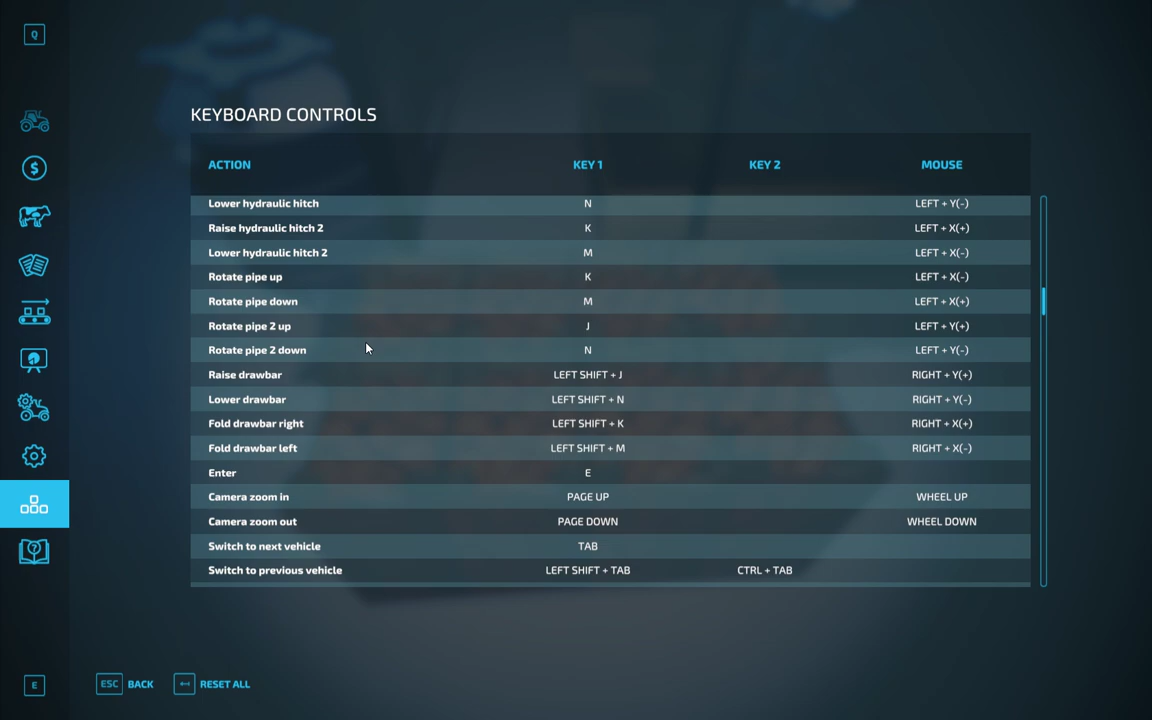 Q
KEYBOARD CONTROLS
ACTION KEY 1 KEY 2 MOUSE
Lower hydraulic hitch N LEFT + Y(-)
Raise hydraulic hitch 2 K LEFT + X(+)
Lower hydraulic hitch 2 M LEFT + X(-)
Rotate pipe up K LEFT + X(-)
Rotate pipe down M LEFT + X(+)
Rotate pipe 2 up J LEFT + Y(+)
Rotate pipe 2 down N LEFT + Y(-)
Raise drawbar LEFT SHIFT + J RIGHT + Y(+)
Lower drawbar LEFT SHIFT + N RIGHT + Y(-)
Fold drawbar right LEFT SHIFT + K RIGHT + X(+)
Fold drawbar left LEFT SHIFT + M RIGHT + X(-)
Enter E
Camera zoom in PAGE UP WHEEL UP
Camera zoom out PAGE DOWN WHEEL DOWN
Switch to next vehicle TAB
Switch to previous vehicle LEFT SHIFT + TAB CTRL + TAB
E ESC BACK RESET ALL